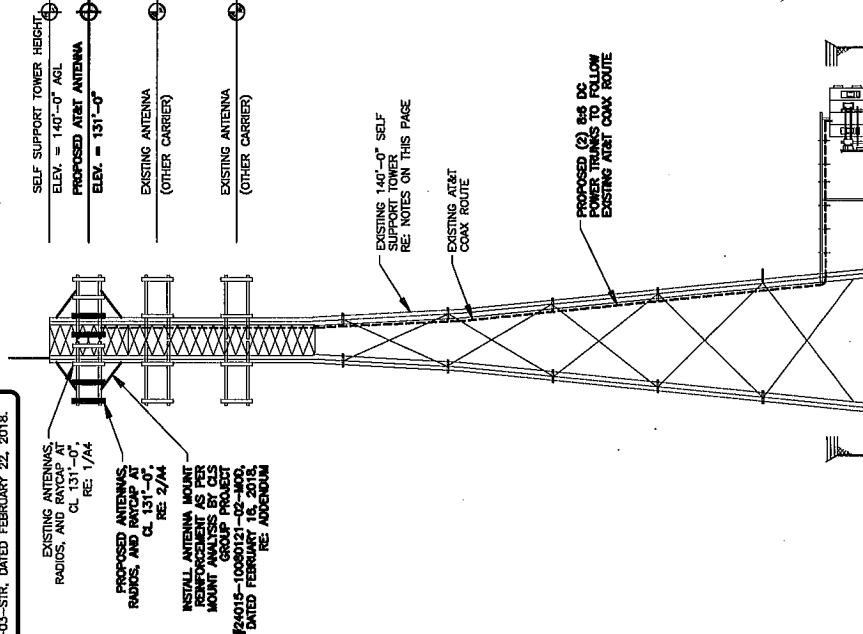 -03-STR, DATED FEBRUARY 22, 2018.
SELF SUPPORT TOWER HEIGHT
ELEV. = 140'-0" AGL
PROPOSED AT&T ANTENNA
ELEV. = 131'-0"
EXISTING ANTENNA
(OTHER CARRIER)
EXISTING ANTENNA
(OTHER CARRIER)
EXISTING ANTENNAS,
RADIOS, AND RAYCAP AT
CL 131'-0",
RE: 1/A4
PROPOSED ANTENNAS,
RADIOS, AND RAYCAP AT
CL 131'-0",
RE: 2/A4
INSTALL ANTENNA MOUNT
REINFORCEMENT AS PER
MOUNT ANALYSIS BY CLS
GROUP PROJECT
#24015-10080121-02-MOD,
DATED FEBRUARY 16, 2018,
RE: ADDENDUM
EXISTING 140'-0" SELF
SUPPORT TOWER
RE: NOTES ON THIS PAGE
EXISTING AT&T
COAX ROUTE
PROPOSED (2) 8#6 DC
POWER TRUNKS TO FOLLOW
EXISTING AT&T COAX ROUTE